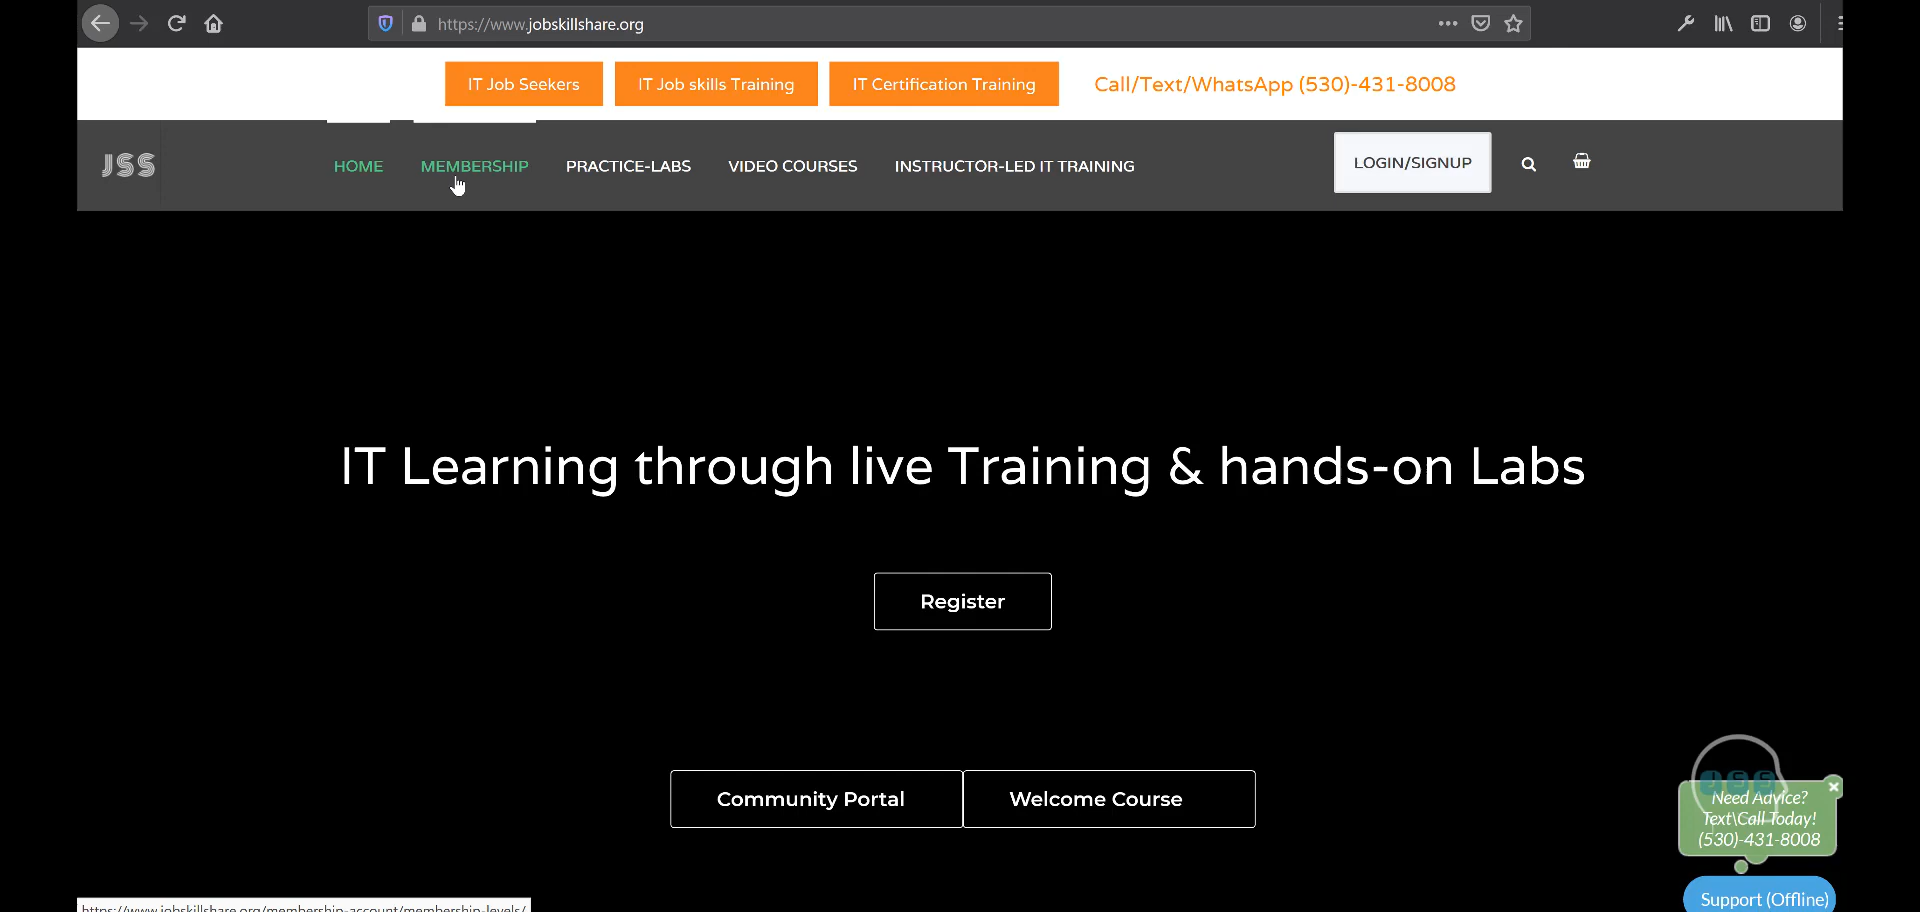 https://www.jobskillshare.org
IT Job Seekers
IT Job skills Training
IT Certification Training
Call/Text/WhatsApp (530)-431-8008
JSS
HOME
MEMBERSHIP
PRACTICE-LABS
VIDEO COURSES
INSTRUCTOR-LED IT TRAINING
LOGIN/SIGNUP
IT Learning through live Training & hands-on Labs
Register
Community Portal
Welcome Course
JSS
Need Advice?
Text\Call Today!
(530)-431-8008
Support (Offline)
https://www.jobskillshare.org/membership-account/membership-levels/